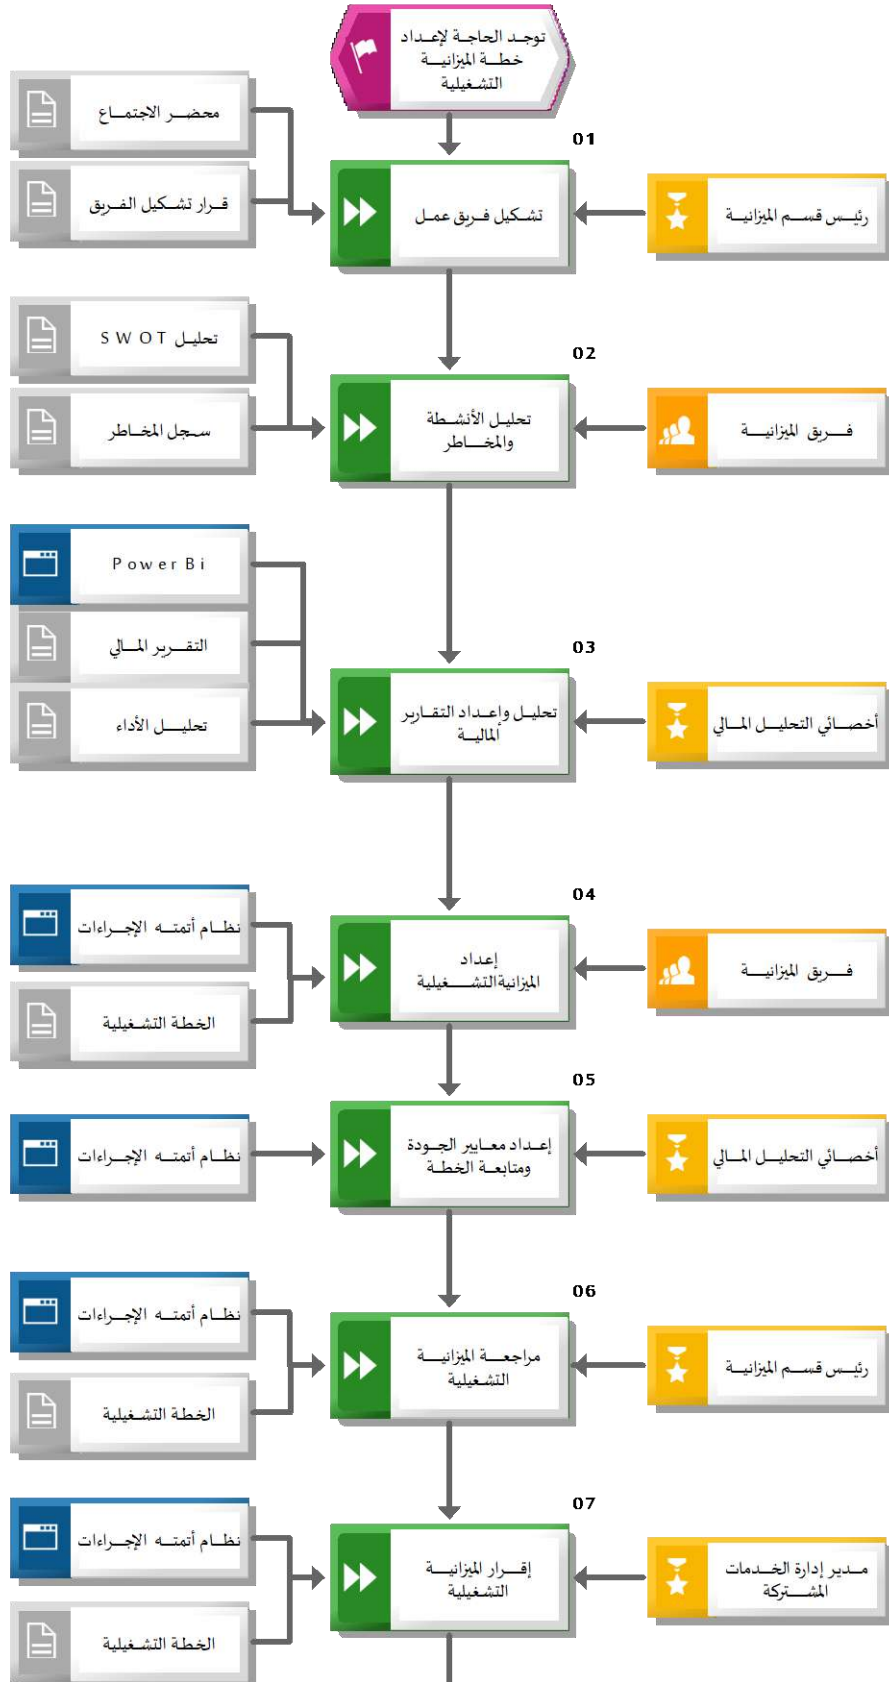 توجد الحاجة لإعداد
خطة الميزانية
التشغيلية
01
رئيس قسم الميزانية
تشكيل فريق عمل
محضر الاجتماع
قرار تشكيل الفريق
02
فريق الميزانية
تحليل الأنشطة
والمخاطر
تحليل SWOT
سجل المخاطر
03
أخصائي التحليل المالي
تحليل وإعداد التقارير
المالية
Power Bi
التقرير المالي
تحليل الأداء
04
فريق الميزانية
إعداد
الميزانيةالتشغيلية
نظام أتمته الإجراءات
الخطة التشغيلية
05
أخصائي التحليل المالي
إعداد معايير الجودة
ومتابعة الخطة
نظام أتمته الإجراءات
06
رئيس قسم الميزانية
مراجعة الميزانية
التشغيلية
نظام أتمته الإجراءات
الخطة التشغيلية
07
مدير إدارة الخدمات
المشتركة
إقرار الميزانية
التشغيلية
نظام أتمته الإجراءات
الخطة التشغيلية